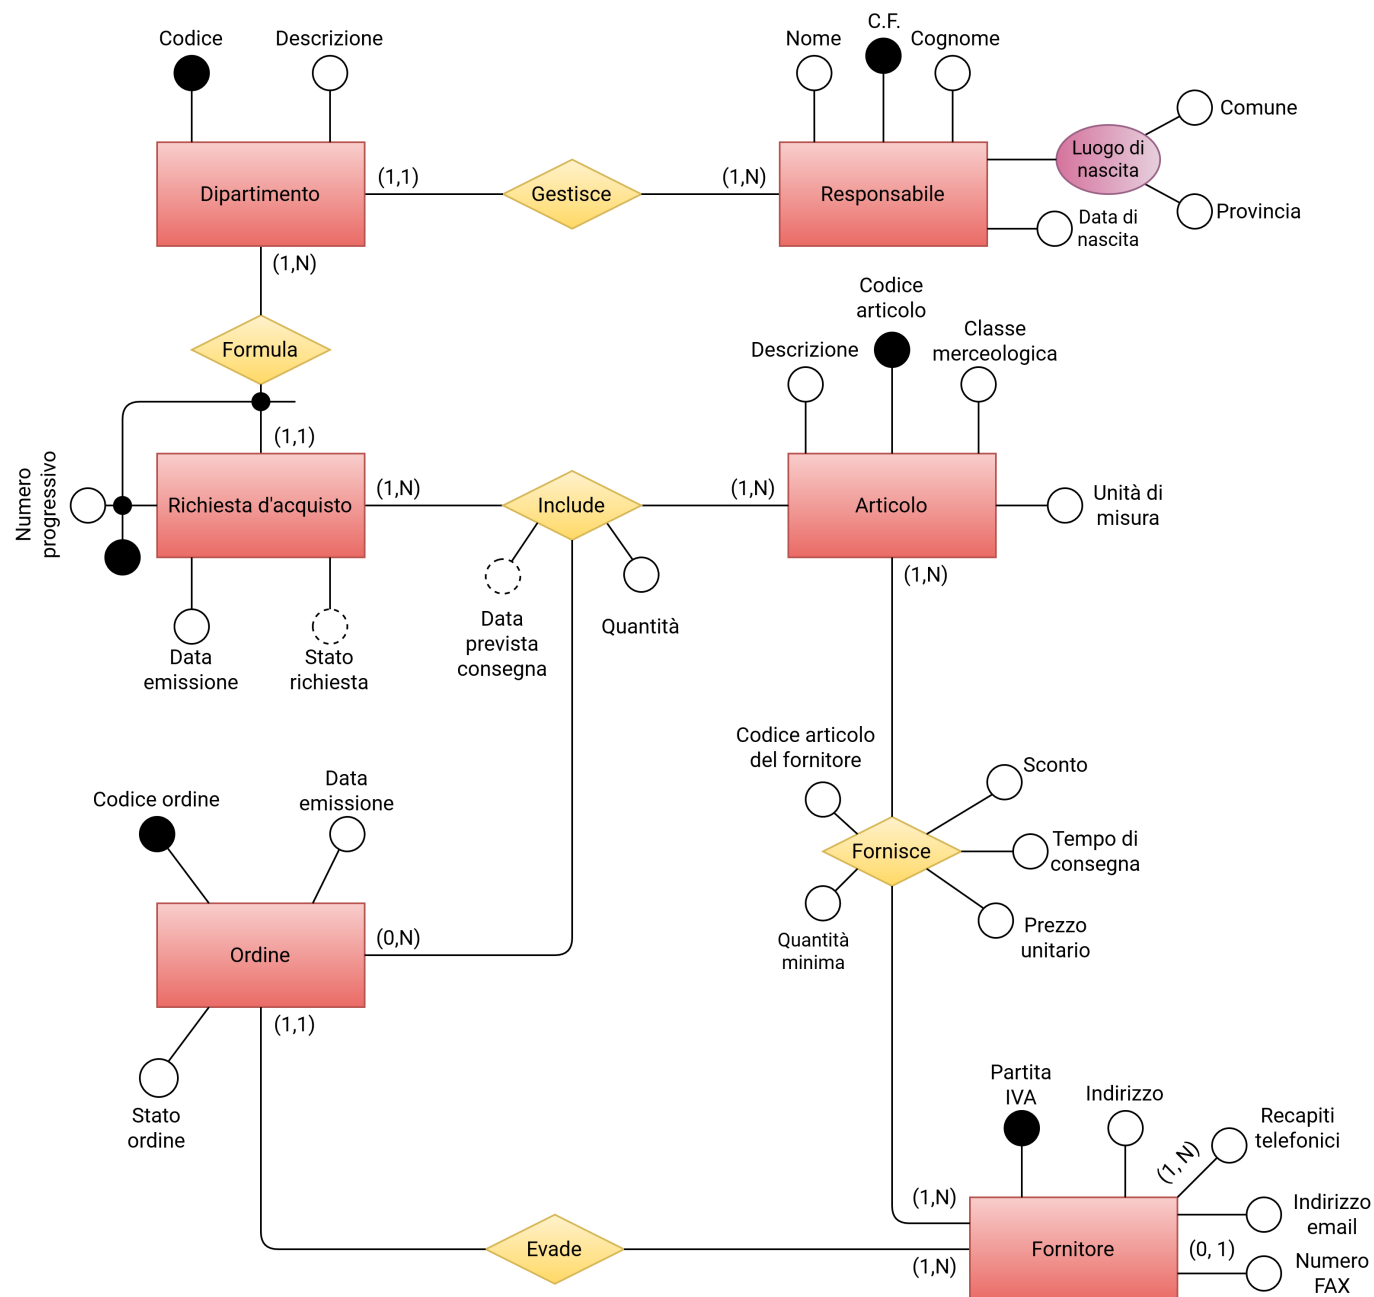 Codice
Descrizione
Nome
C.F.
Cognome
Comune
Luogo di
nascita
Provincia
Data di
nascita
Dipartimento
(1,1)
Gestisce
(1,N)
Responsabile
(1,N)
Formula
(1,1)
Codice
articolo
Descrizione
Classe
merceologica
Numero
progressivo
Richiesta d'acquisto
(1,N)
Include
(1,N)
Articolo
Unità di
misura
(1,N)
Data
emissione
Stato
richiesta
Data
prevista
consegna
Quantità
Codice articolo
del fornitore
Sconto
Fornisce
Tempo di
consegna
Quantità
minima
Prezzo
unitario
Codice ordine
Data
emissione
Ordine
(0,N)
(1,1)
Stato
ordine
Partita
IVA
Indirizzo
Recapiti
telefonici
(1, N)
(1,N)
Indirizzo
email
Evade
(1,N)
Fornitore
(0, 1)
Numero
FAX